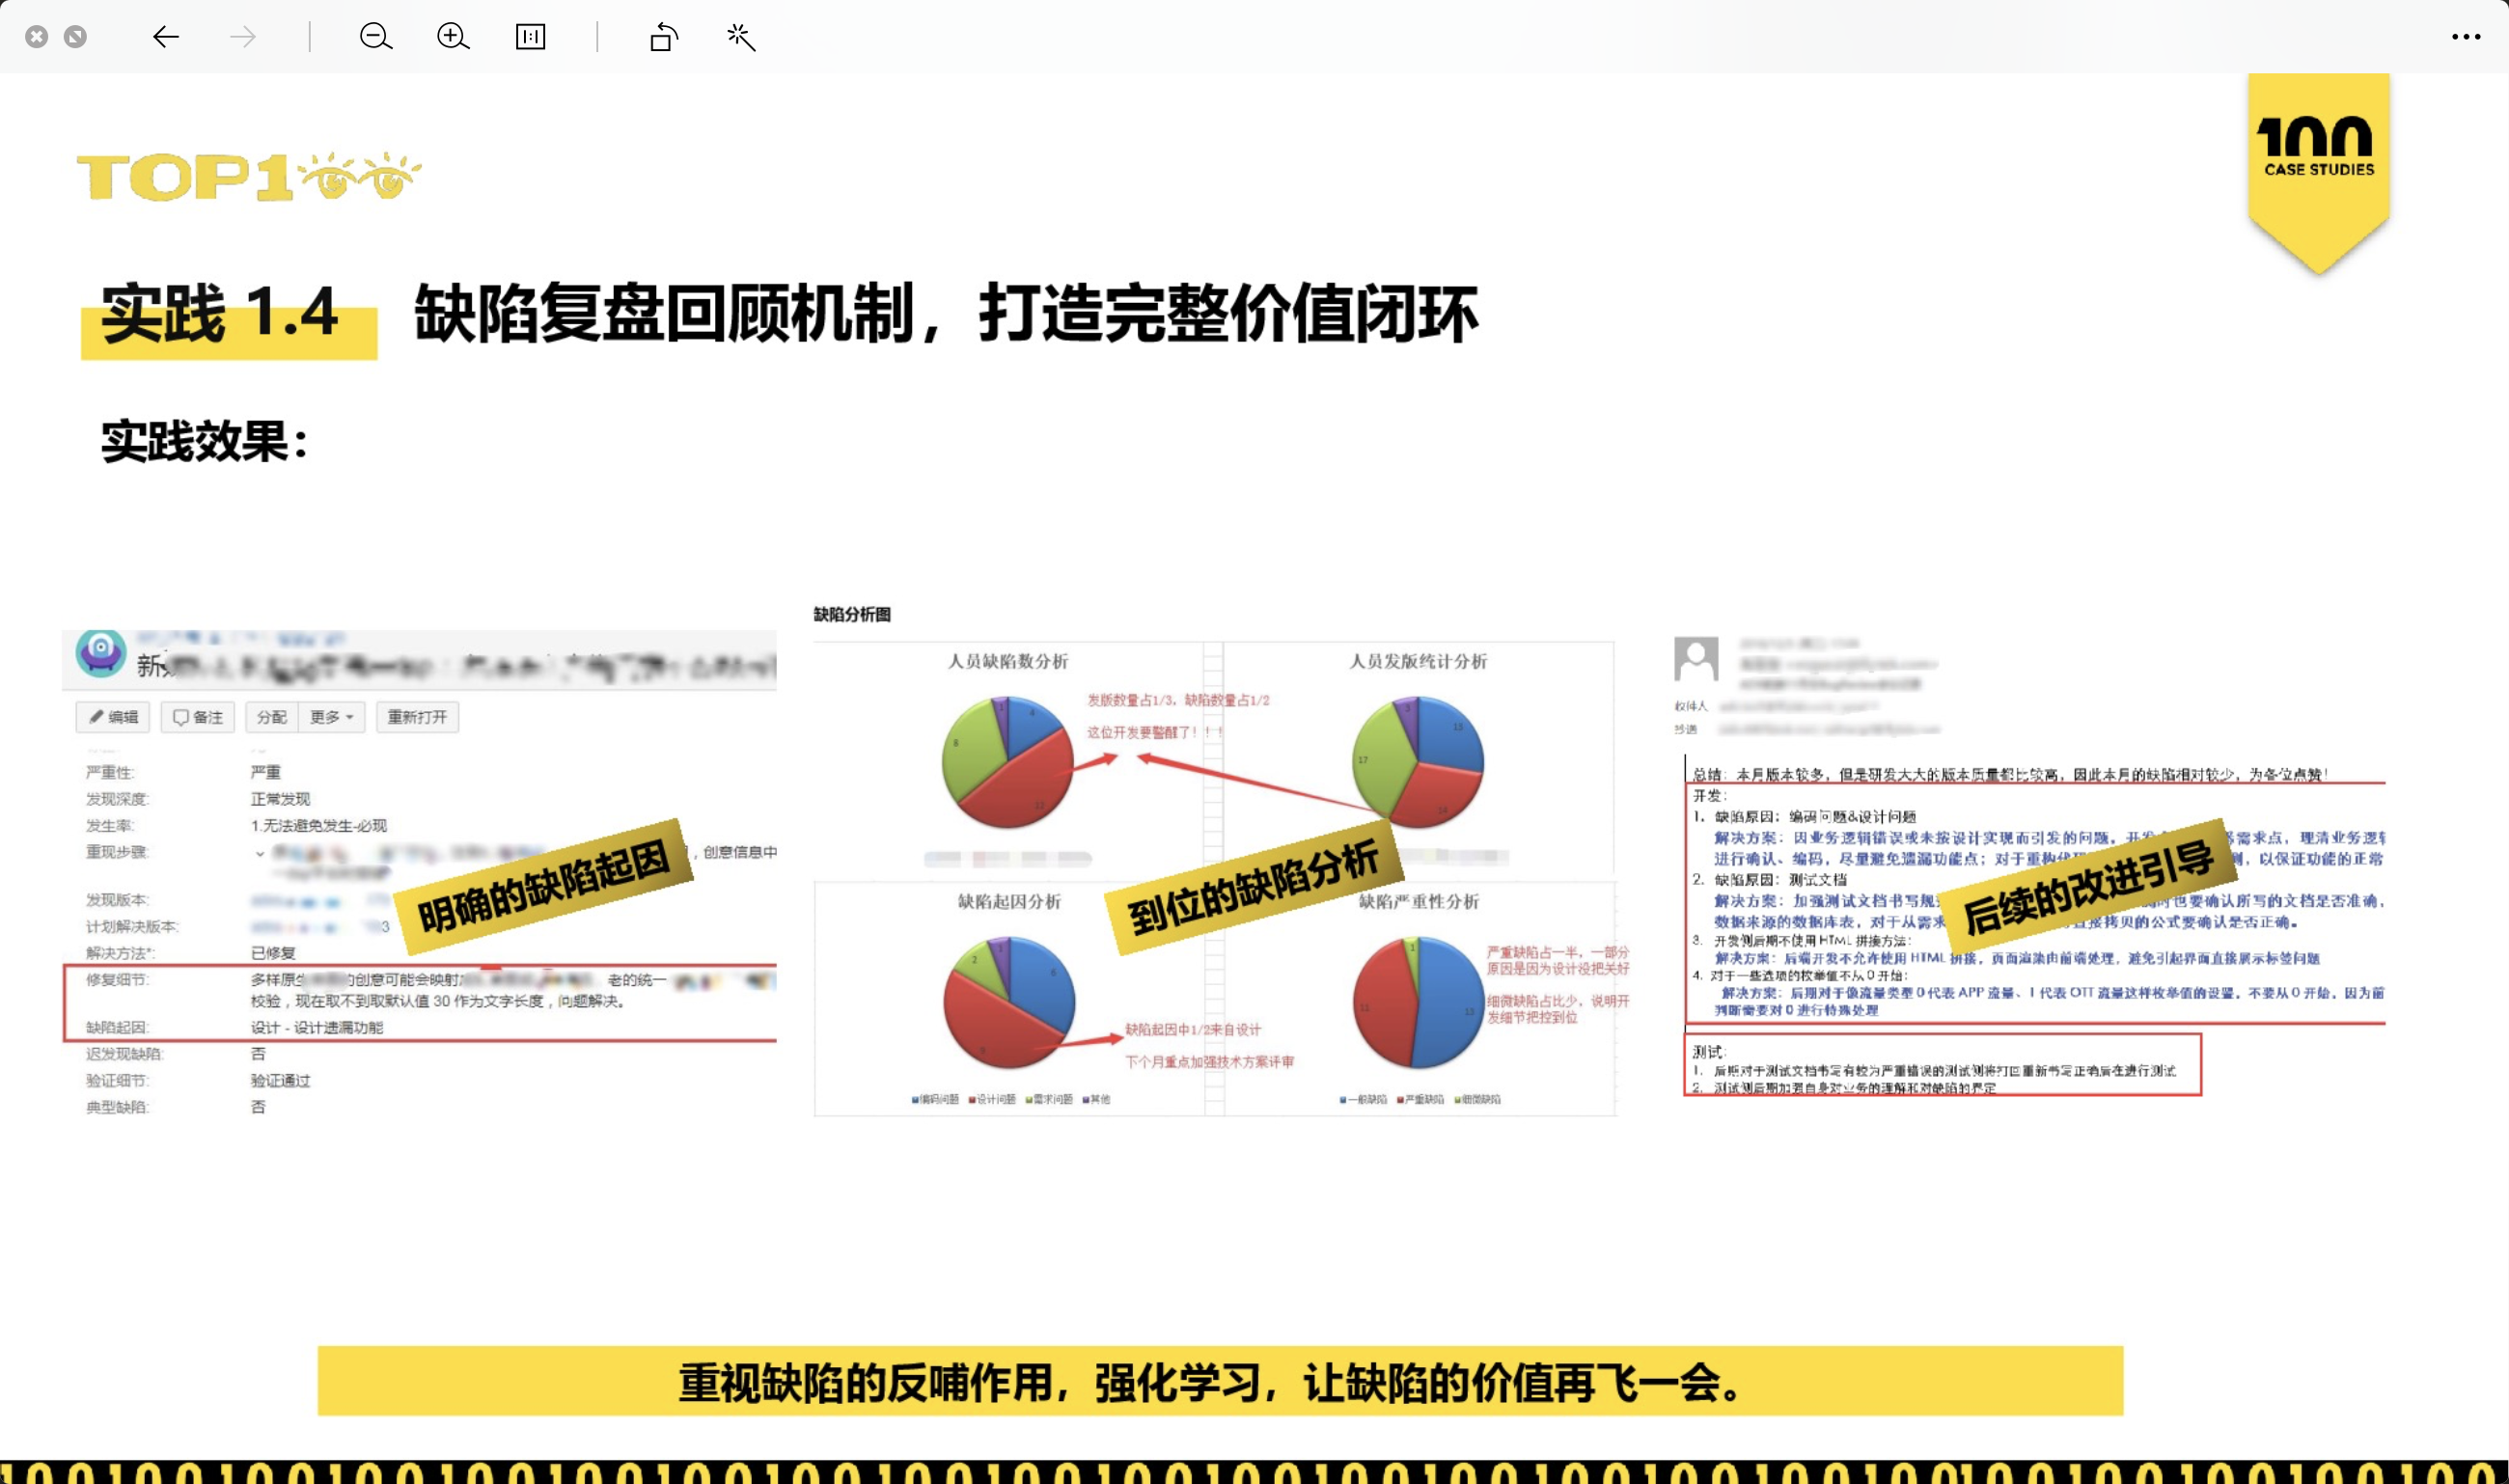 TOP1
100
CASE STUDIES
实践 1.4 缺陷复盘回顾机制，打造完整价值闭环
实践效果：
新
编辑 备注 分配 更多 重新打开
严重性: 严重
发现深度: 正常发现
发生率: 1.无法避免发生-必现
重现步骤: ，创意信息中
发现版本:
计划解决版本: 3
解决方法*: 已修复
修复细节: 多样原生 的创意可能会映射 老的统一
校验，现在取不到取默认值 30 作为文字长度，问题解决。
缺陷起因: 设计 - 设计遗漏功能
迟发现缺陷: 否
验证细节: 验证通过
典型缺陷: 否
明确的缺陷起因
缺陷分析图
人员缺陷数分析
1
4
8
发版数量占1/3，缺陷数量占1/2
这位开发要警醒了！！！
人员发版统计分析
3
15
17
14
缺陷起因分析
1
2
6
缺陷起因中1/2来自设计
下个月重点加强技术方案评审
编码问题 设计问题 需求问题 其他
缺陷严重性分析
1
11
严重缺陷占一半，一部分
原因是因为设计没把关好
细微缺陷占比少，说明开
发细节把控到位
一般缺陷 严重缺陷 细微缺陷
到位的缺陷分析
收件人
抄送
总结：本月版本较多，但是研发大大的版本质量都比较高，因此本月的缺陷相对较少，为各位点赞！
开发：
1. 缺陷原因：编码问题&设计问题
解决方案：因业务逻辑错误或未按设计实现而引发的问题。 需求点，理清业务逻辑
进行确认、编码，尽量避免遗漏功能点；对于重构 以保证功能的正常
2. 缺陷原因：测试文档
解决方案：加强测试文档书写规 也要确认所写的文档是否准确，
数据来源的数据库表，对于从需求 直接拷贝的公式要确认是否正确。
3. 开发侧后期不使用 HTML 拼接方法：
解决方案：后端开发不允许使用 HTML 拼接，页面渲染由前端处理，避免引起界面直接展示标签问题
4. 对于一些选项的枚举值不从 0 开始：
解决方案：后期对于像流量类型 0 代表 APP 流量、1 代表 OTT 流量这样枚举值的设置，不要从 0 开始，因为前
判断需要对 0 进行特殊处理
测试：
1. 后期对于测试文档书写有较为严重错误的测试侧将打回重新书写正确后在进行测试
2. 测试侧后期加强自身对业务的理解和对缺陷的界定
后续的改进引导
重视缺陷的反哺作用，强化学习，让缺陷的价值再飞一会。